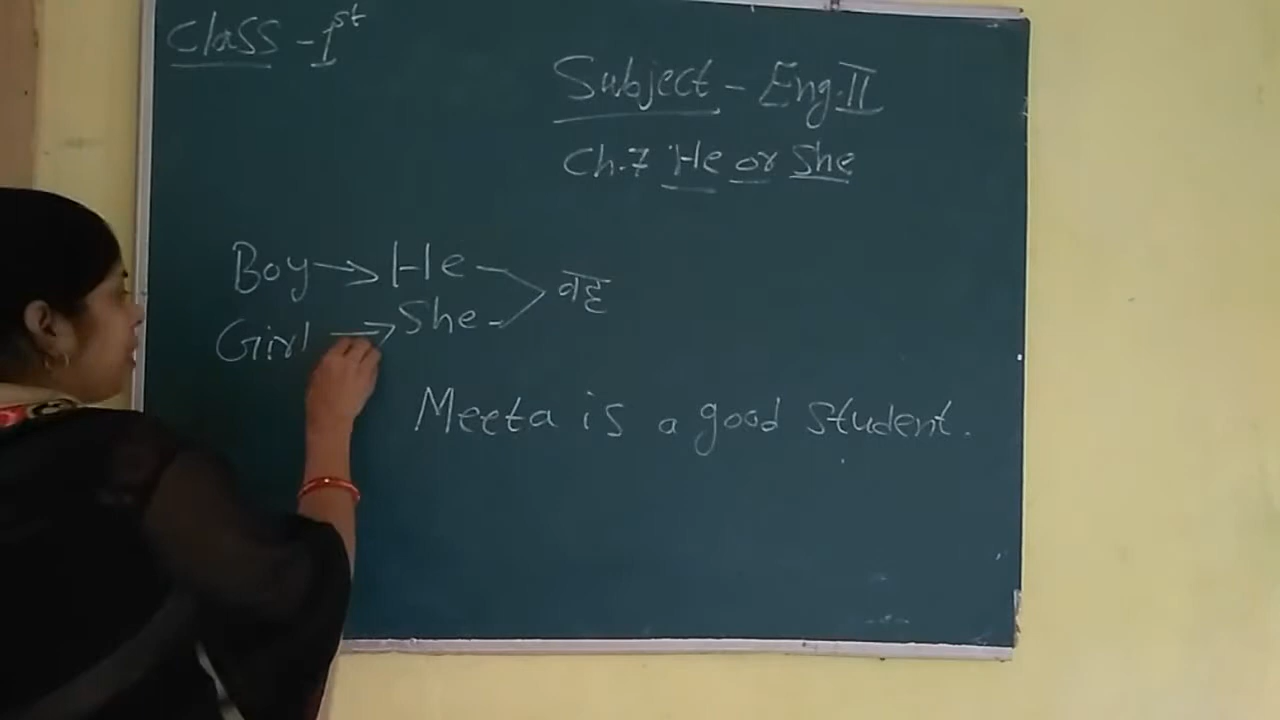 Class - 1st
Subject - Eng.II
Ch.7 He or She
Boy → He
वह
Girl → She
Meeta is a good student.